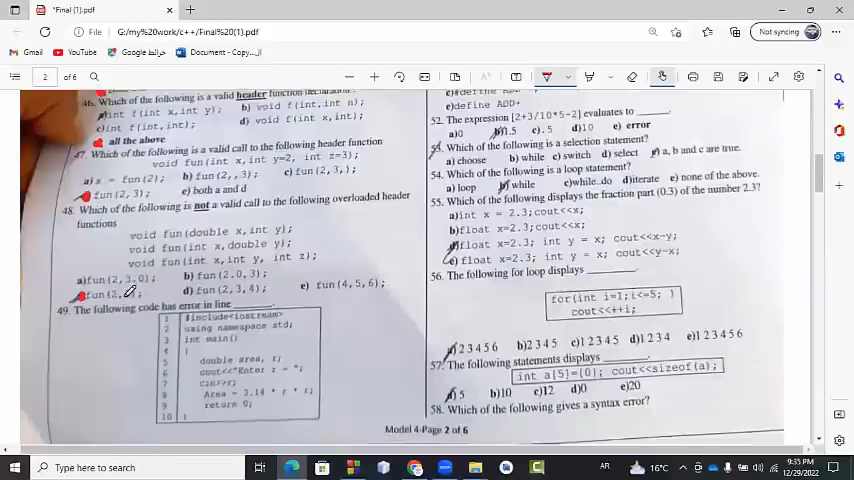 *Final (1).pdf
File
G:/my%20work/c++/Final%20(1).pdf
Not syncing
Gmail
YouTube
خرائط Google
Document - Copy.pdf
2 of 6
46. Which of the following is a valid header function declaration?
a)int f(int x,int y); b) void f(int,int n);
c)int f(int,int); d) void f(int x,int);
all the above
47. Which of the following is a valid call to the following header function
void fun(int x,int y=2, int z=3);
a) x = fun(2); b) fun(2,,3); c) fun(2,3,);
fun(2,3); e) both a and d
48. Which of the following is not a valid call to the following overloaded header
functions
void fun(double x,int y);
void fun(int x,double y);
void fun(int x,int y, int z);
a)fun(2,3.0); b) fun(2.0,3);
fun(2, ); d) fun(2,3,4); e) fun(4,5,6);
49. The following code has error in line ________.
1 #include<iostream>
2 using namespace std;
3 int main()
4 {
5 double area, r;
6 cout<<"Enter r = ";
7 cin>>r;
8 Area = 3.14 * r * r;
9 return 0;
10 }
c)#define ADD=
e)define ADD+
52. The expression [2+3/10*5-2] evaluates to ______.
a)0 b)1.5 c).5 d)10 e) error
53. Which of the following is a selection statement?
a) choose b) while c) switch d) select e) a, b and c are true.
54. Which of the following is a loop statement?
a) loop b) while c)while..do d)iterate e) none of the above.
55. Which of the following displays the fraction part (0.3) of the number 2.3?
a)int x = 2.3;cout<<x;
b)float x=2.3;cout<<x;
float x=2.3; int y = x; cout<<x-y;
e)float x=2.3; int y = x; cout<<y-x;
56. The following for loop displays ________
for(int i=1;i<=5; )
cout<<++i;
a)2 3 4 5 6 b)2 3 4 5 c)1 2 3 4 5 d)1 2 3 4 e)1 2 3 4 5 6
57. The following statements displays ________
int a[5]={0}; cout<<sizeof(a);
a) 5 b)10 c)12 d)0 e)20
58. Which of the following gives a syntax error?
Model 4-Page 2 of 6
Type here to search
AR
16°C
9:35 PM
12/29/2022